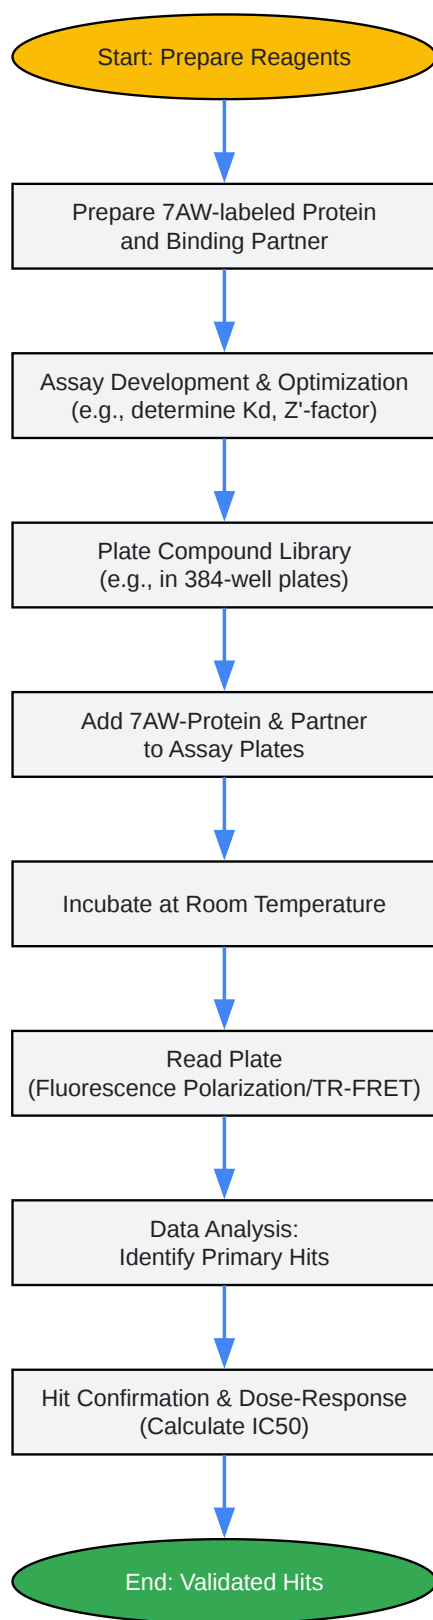 Start: Prepare Reagents
Prepare 7AW-labeled Protein
and Binding Partner
Assay Development & Optimization
(e.g., determine Kd, Z'-factor)
Plate Compound Library
(e.g., in 384-well plates)
Add 7AW-Protein & Partner
to Assay Plates
Incubate at Room Temperature
Read Plate
(Fluorescence Polarization/TR-FRET)
Data Analysis:
Identify Primary Hits
Hit Confirmation & Dose-Response
(Calculate IC50)
End: Validated Hits